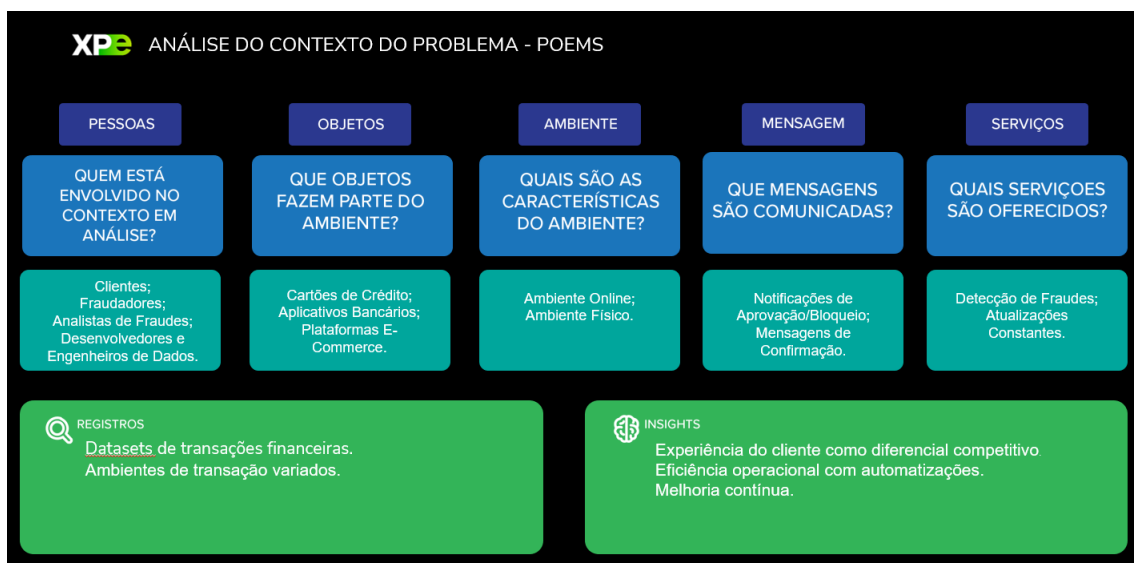 XPe ANÁLISE DO CONTEXTO DO PROBLEMA - POEMS
PESSOAS
QUEM ESTÁ
ENVOLVIDO NO
CONTEXTO EM
ANÁLISE?
Clientes;
Fraudadores;
Analistas de Fraudes;
Desenvolvedores e
Engenheiros de Dados.
OBJETOS
QUE OBJETOS
FAZEM PARTE DO
AMBIENTE?
Cartões de Crédito;
Aplicativos Bancários;
Plataformas E-
Commerce.
AMBIENTE
QUAIS SÃO AS
CARACTERÍSTICAS
DO AMBIENTE?
Ambiente Online;
Ambiente Físico.
MENSAGEM
QUE MENSAGENS
SÃO COMUNICADAS?
Notificações de
Aprovação/Bloqueio;
Mensagens de
Confirmação.
SERVIÇOS
QUAIS SERVIÇOES
SÃO OFERECIDOS?
Detecção de Fraudes;
Atualizações
Constantes.
REGISTROS
Datasets de transações financeiras.
Ambientes de transação variados.
INSIGHTS
Experiência do cliente como diferencial competitivo.
Eficiência operacional com automatizações.
Melhoria contínua.